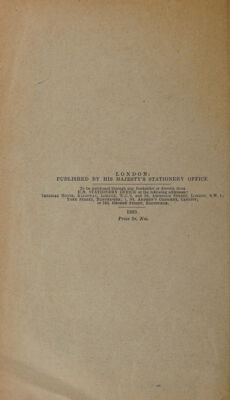 LONDON:
PUBLISHED BY HIS MAJESTY'S STATIONERY OFFICE
To be purchased through any Bookseller or directly from
H.M. STATIONERY OFFICE at the following addresses:
IMPERIAL HOUSE, KINGSWAY, LONDON, W.C.2, and 28, ABINGDON STREET, LONDON, S.W.1;
YORK STREET, MANCHESTER; 1, ST. ANDREW'S CRESCENT, CARDIFF;
or 120, GEORGE STREET, EDINBURGH.
Price Net.